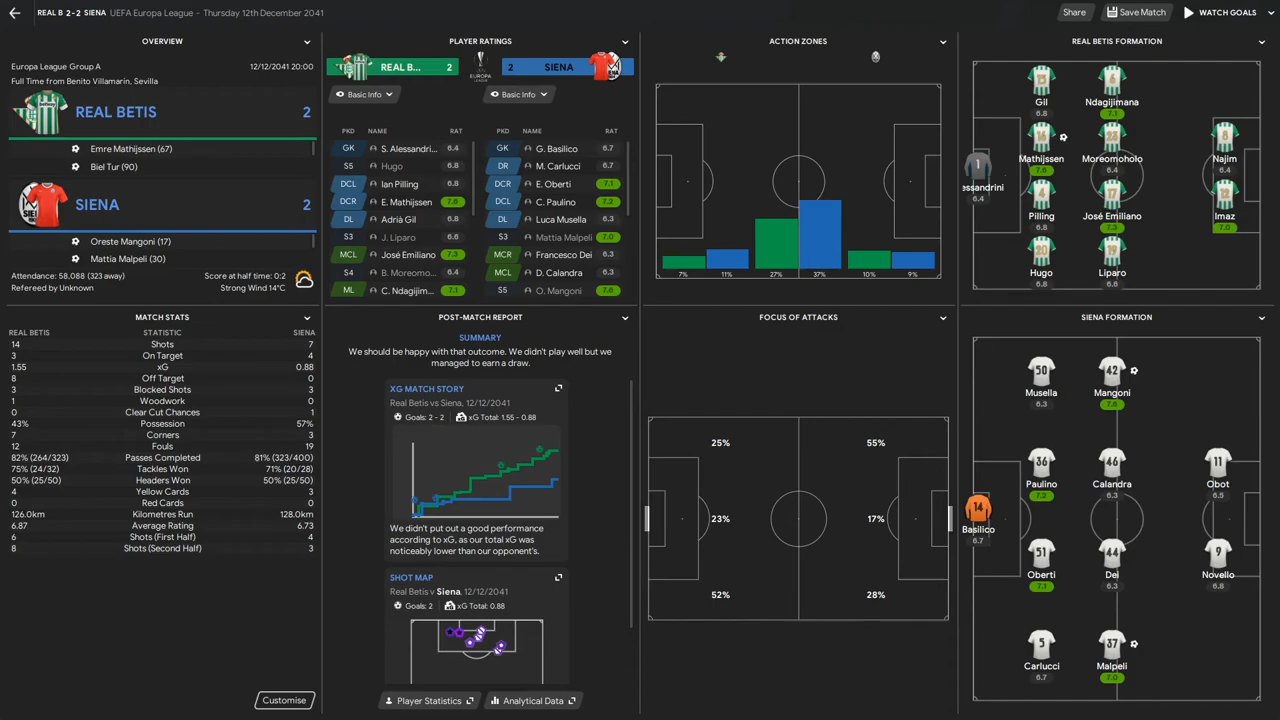 REAL B 2-2 SIENA UEFA Europa League - Thursday 12th December 2041
Share
Save Match
WATCH GOALS
OVERVIEW
Europa League Group A 12/12/2041 20:00
Full Time from Benito Villamarin, Sevilla
REAL BETIS 2
Emre Mathijssen (67)
Biel Tur (90)
SIENA 2
Oreste Mangoni (17)
Mattia Malpeli (30)
Attendance: 58,088 (323 away) Score at half time: 0:2
Refereed by Unknown Strong Wind 14°C
MATCH STATS
REAL BETIS STATISTIC SIENA
14 Shots 7
3 On Target 4
1.55 xG 0.88
8 Off Target 0
3 Blocked Shots 3
1 Woodwork 0
0 Clear Cut Chances 1
43% Possession 57%
7 Corners 3
12 Fouls 19
82% (264/323) Passes Completed 81% (323/400)
75% (24/32) Tackles Won 71% (20/28)
50% (25/50) Headers Won 50% (25/50)
4 Yellow Cards 3
0 Red Cards 0
126.0km Kilometres Run 128.0km
6.87 Average Rating 6.73
6 Shots (First Half) 4
8 Shots (Second Half) 3
Customise
PLAYER RATINGS
REAL B... 2
EUROPA
2 SIENA
Basic Info Basic Info
PKD NAME RAT PKD NAME RAT
GK S. Alessandri... 6.4 GK G. Basilico 6.7
S5 Hugo 6.8 DR M. Carlucci 6.7
DCL Ian Pilling 6.8 DCR E. Oberti 7.1
DCR E. Mathijssen 7.6 DCL C. Paulino 7.2
DL Adrià Gil 6.8 DL Luca Musella 6.3
S3 J. Liparo 6.6 S3 Mattia Malpeli 7.0
MCL José Emiliano 7.3 MCR Francesco Dei 6.3
S4 B. Moreomo... 6.4 MCL D. Calandra 6.3
ML C. Ndagijim... 7.1 S5 O. Mangoni 7.6
POST-MATCH REPORT
SUMMARY
We should be happy with that outcome. We didn't play well but we
managed to earn a draw.
XG MATCH STORY
Real Betis vs Siena, 12/12/2041
Goals: 2 - 2 xG Total: 1.55 - 0.88
We didn't put out a good performance
according to xG, as our total xG was
noticeably lower than our opponent's.
SHOT MAP
Real Betis v Siena, 12/12/2041
Goals: 2 xG Total: 0.88
Player Statistics
Analytical Data
ACTION ZONES
7% 11% 27% 37% 10% 9%
FOCUS OF ATTACKS
25% 55%
23% 17%
52% 28%
REAL BETIS FORMATION
15 6
Gil Ndagijimana
6.8 7.1
16 23 8
Mathijssen Moreomoholo Najim
7.6 6.4 6.4
1
essandrini
6.4
4 17 12
Pilling José Emiliano Imaz
6.8 7.3 7.0
20 19
Hugo Liparo
6.8 6.6
SIENA FORMATION
50 42
Musella Mangoni
6.3 7.6
36 46 11
Paulino Calandra Obot
7.2 6.3 6.5
14
Basilico
6.7
51 44 9
Oberti Dei Novello
7.1 6.3 6.8
5 37
Carlucci Malpeli
6.7 7.0